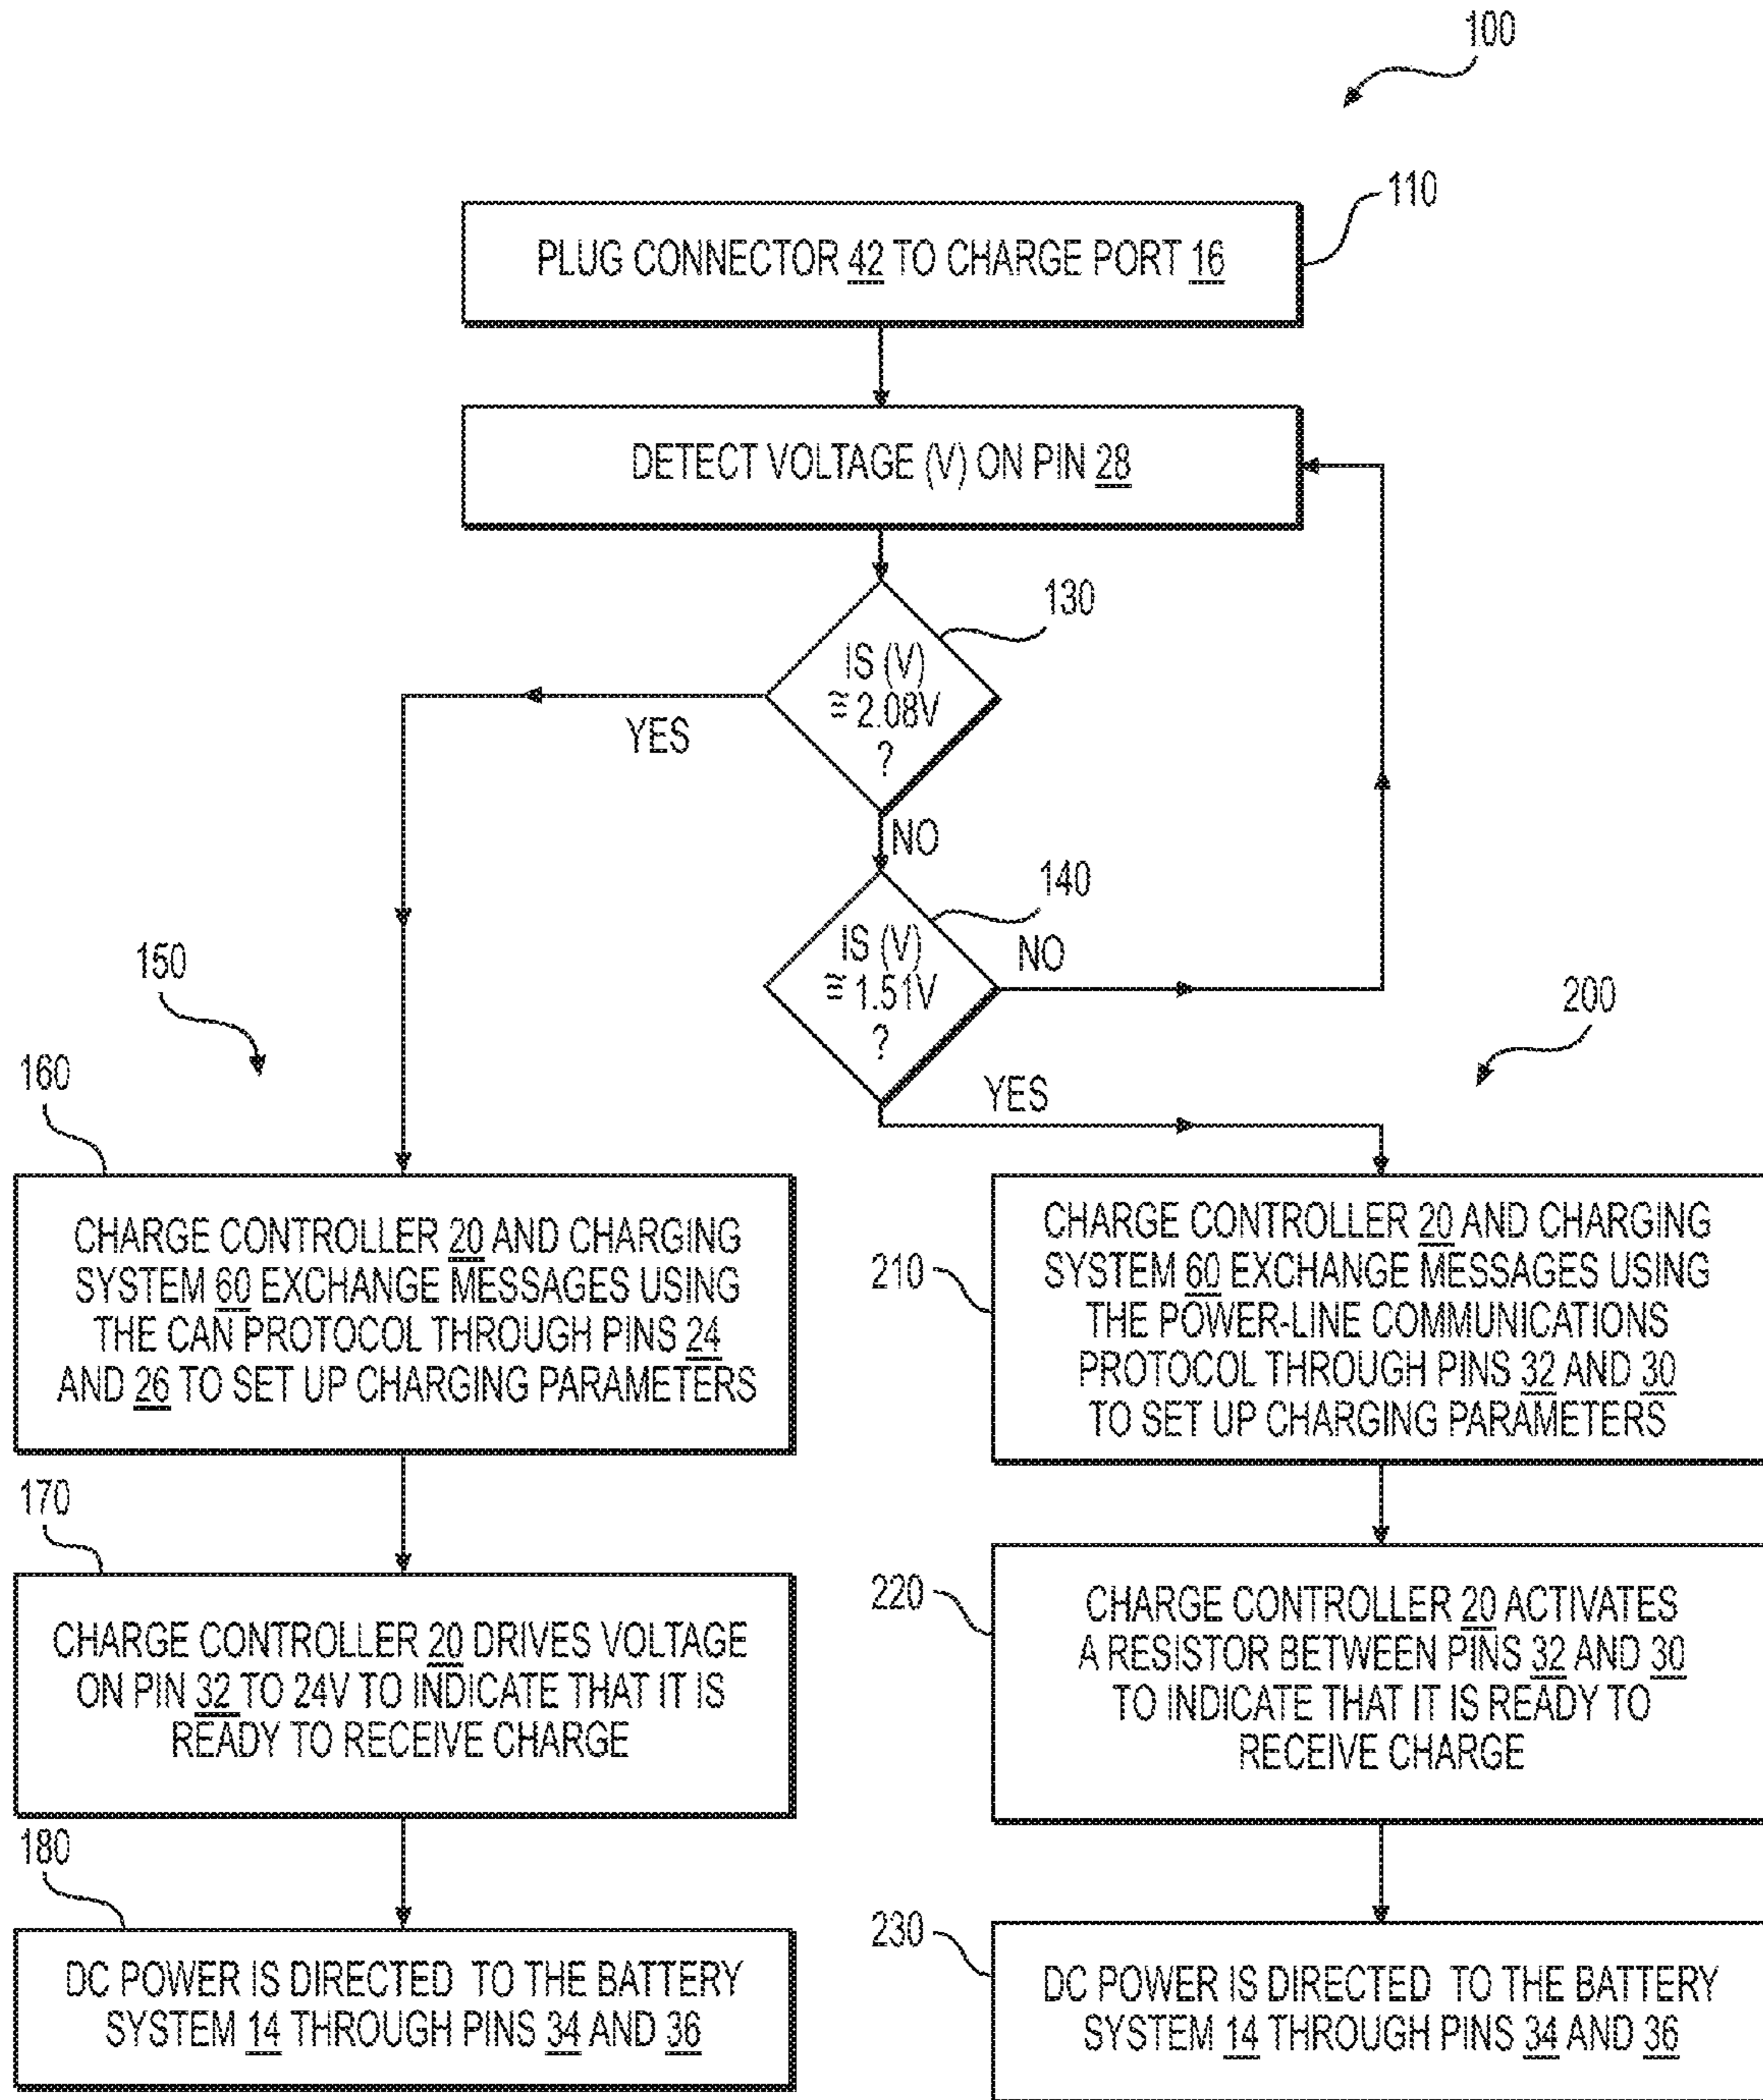 100
110
PLUG CONNECTOR 42 TO CHARGE PORT 16
DETECT VOLTAGE (V) ON PIN 28
130
IS (V)
≅ 2.08V
?
YES
NO
140
IS (V)
≅ 1.51V
?
NO
YES
150
200
160
CHARGE CONTROLLER 20 AND CHARGING
SYSTEM 60 EXCHANGE MESSAGES USING
THE CAN PROTOCOL THROUGH PINS 24
AND 26 TO SET UP CHARGING PARAMETERS
170
CHARGE CONTROLLER 20 DRIVES VOLTAGE
ON PIN 32 TO 24V TO INDICATE THAT IT IS
READY TO RECEIVE CHARGE
180
DC POWER IS DIRECTED TO THE BATTERY
SYSTEM 14 THROUGH PINS 34 AND 36
210
CHARGE CONTROLLER 20 AND CHARGING
SYSTEM 60 EXCHANGE MESSAGES USING
THE POWER-LINE COMMUNICATIONS
PROTOCOL THROUGH PINS 32 AND 30
TO SET UP CHARGING PARAMETERS
220
CHARGE CONTROLLER 20 ACTIVATES
A RESISTOR BETWEEN PINS 32 AND 30
TO INDICATE THAT IT IS READY TO
RECEIVE CHARGE
230
DC POWER IS DIRECTED TO THE BATTERY
SYSTEM 14 THROUGH PINS 34 AND 36